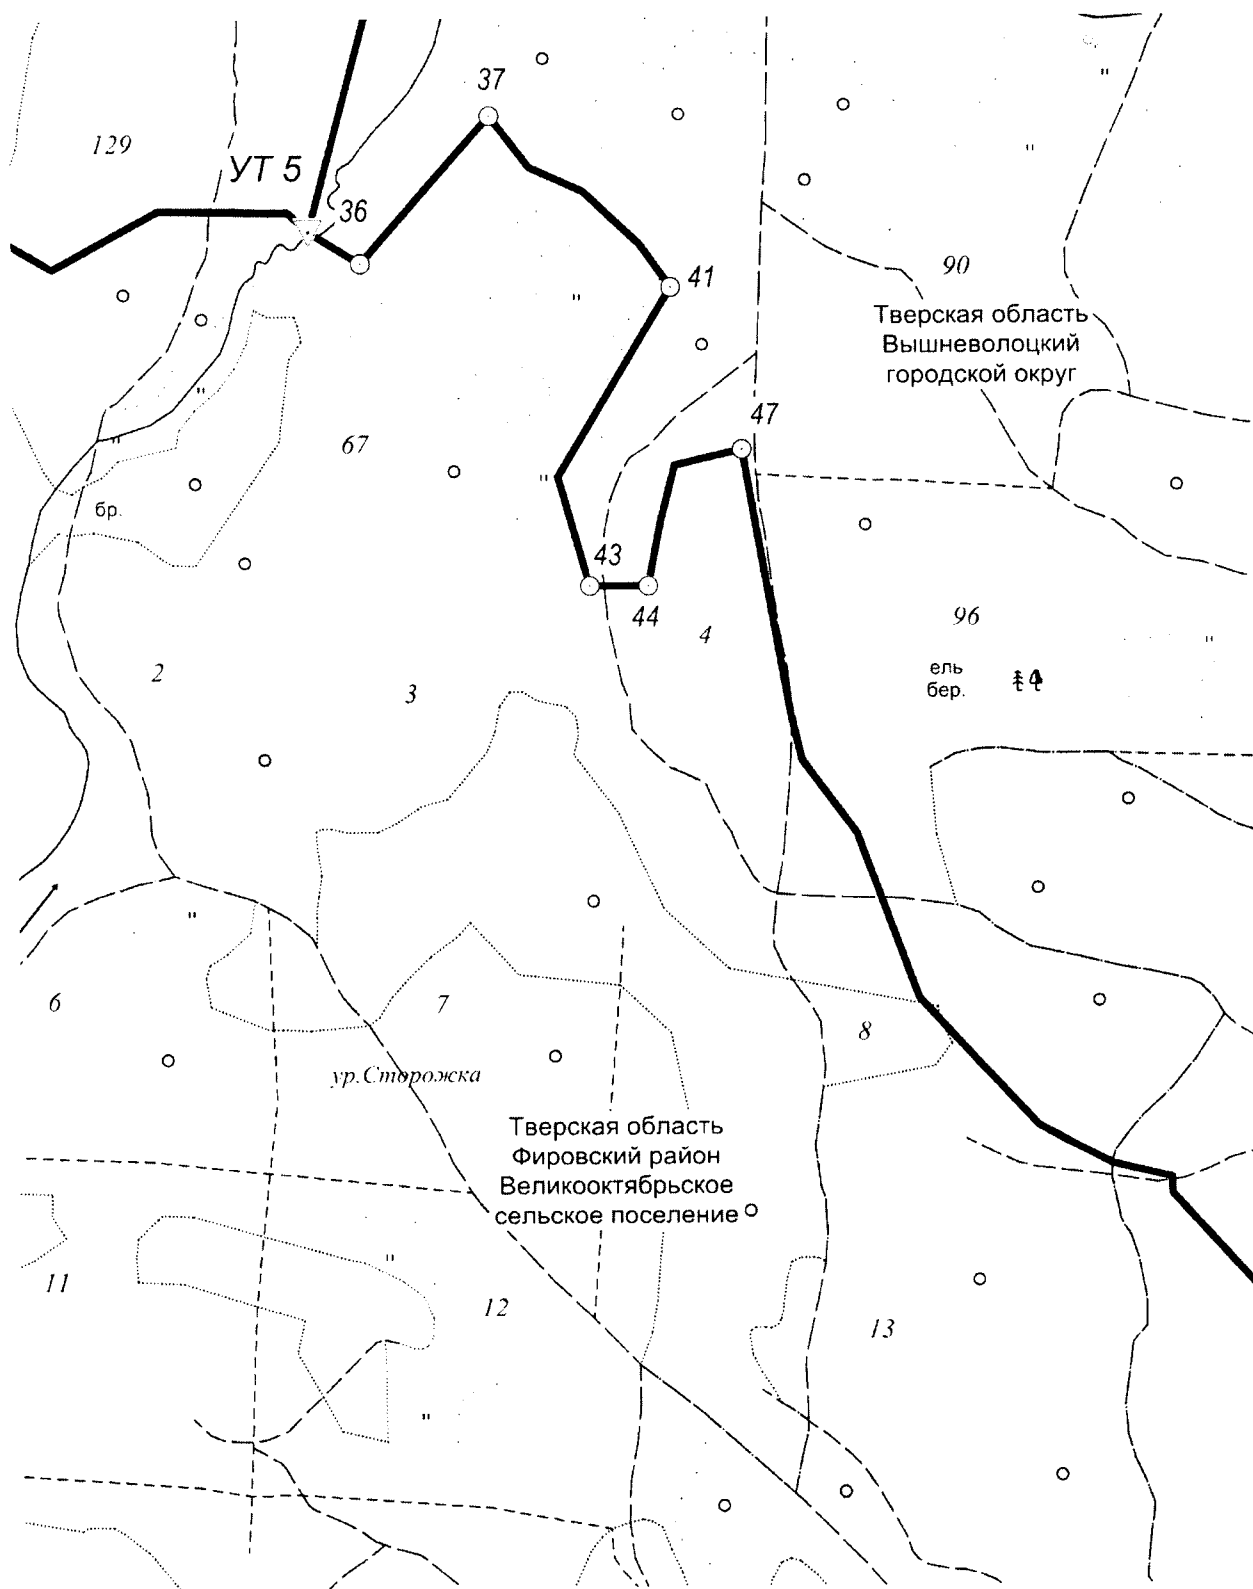 37
129
УТ 5
36
41
90
Тверская область
Вышневолоцкий
городской округ
47
67
бр.
43
44
4
96
ель
бер.
2
3
6
7
8
ур.Сторожка
Тверская область
Фировский район
Великооктябрьское
сельское поселение
11
12
13